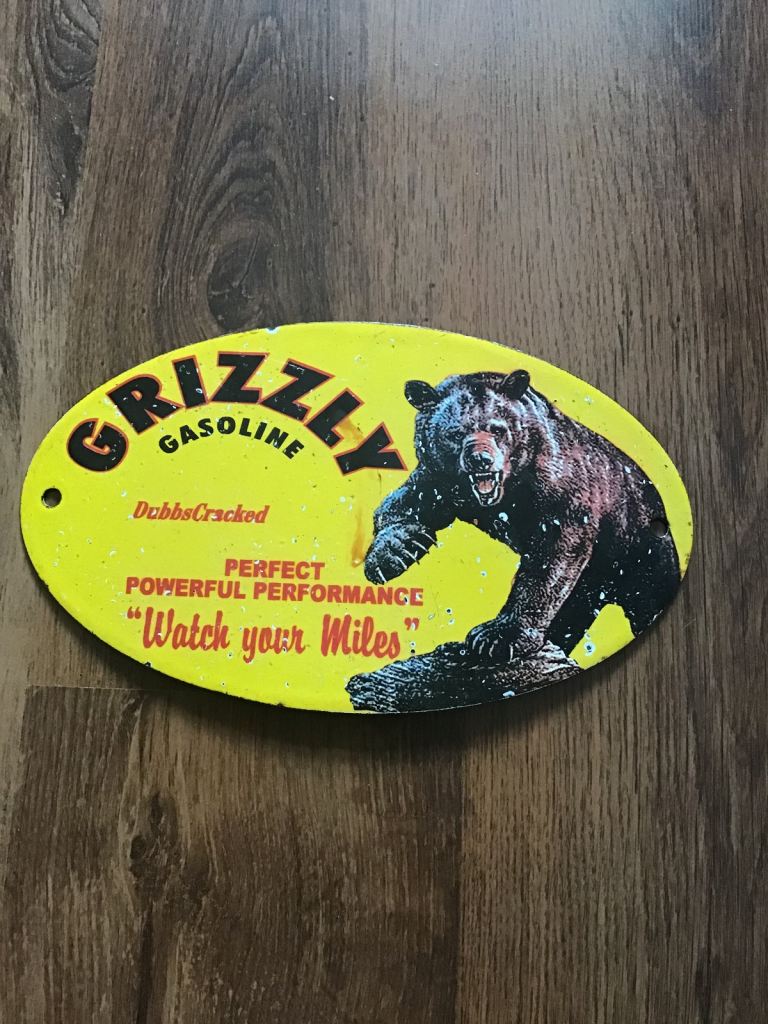 GRIZZLY
GASOLINE
DubbsCracked
PERFECT
POWERFUL PERFORMANCE
"Watch your Miles"